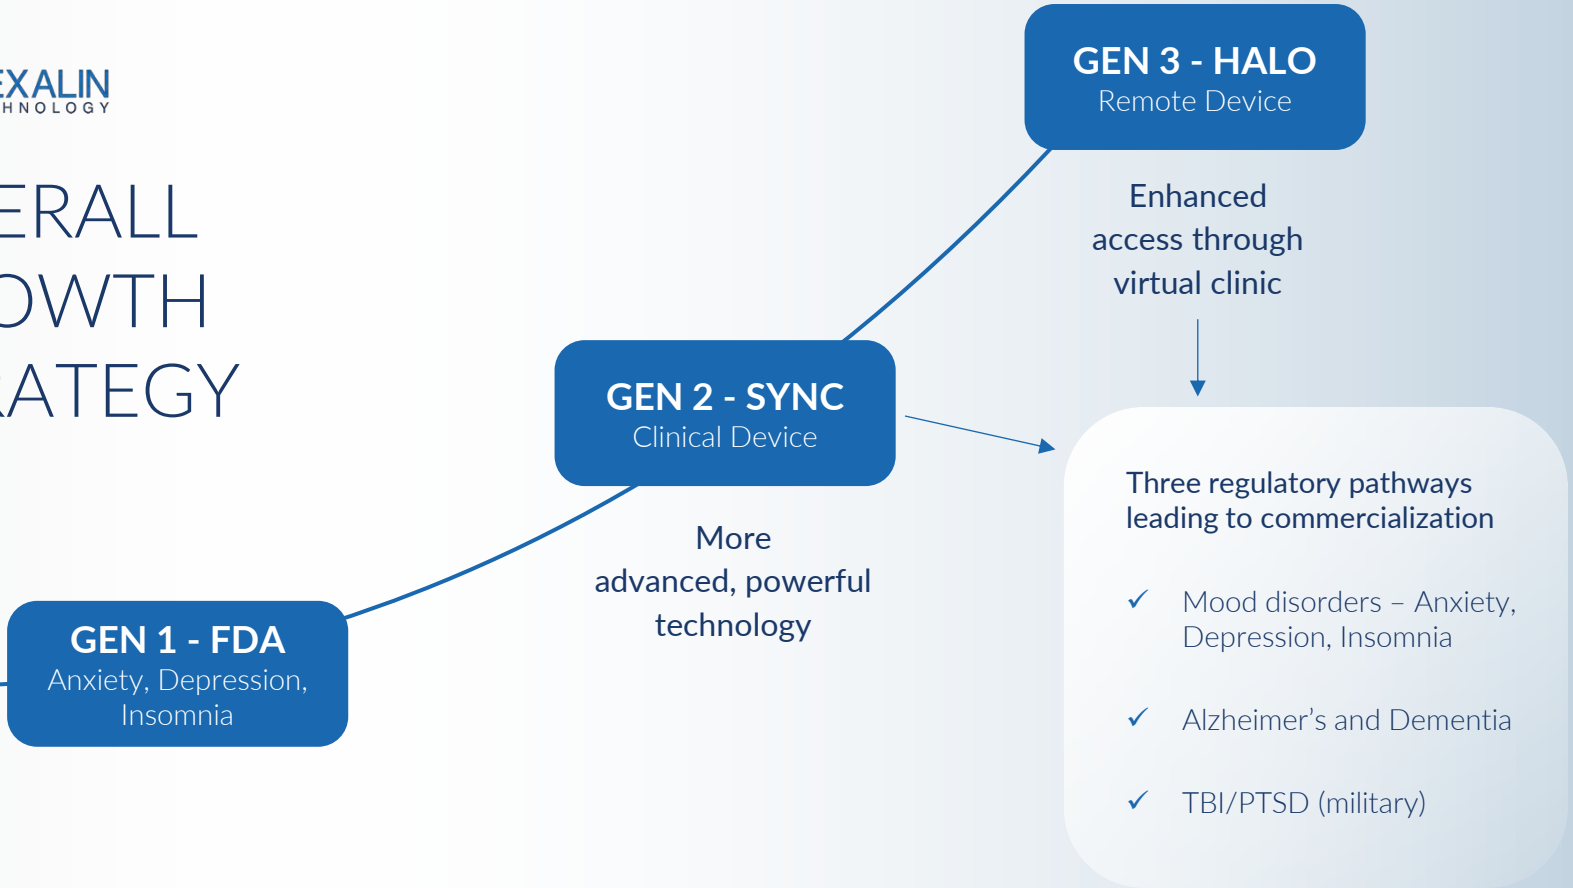 EXALIN
HNOLOGY
ERALL
OWTH
RATEGY
GEN 1 - FDA
Anxiety, Depression,
Insomnia
GEN 2 - SYNC
Clinical Device
More
advanced, powerful
technology
GEN 3 - HALO
Remote Device
Enhanced
access through
virtual clinic
Three regulatory pathways
leading to commercialization
✓ Mood disorders – Anxiety,
Depression, Insomnia
✓ Alzheimer’s and Dementia
✓ TBI/PTSD (military)